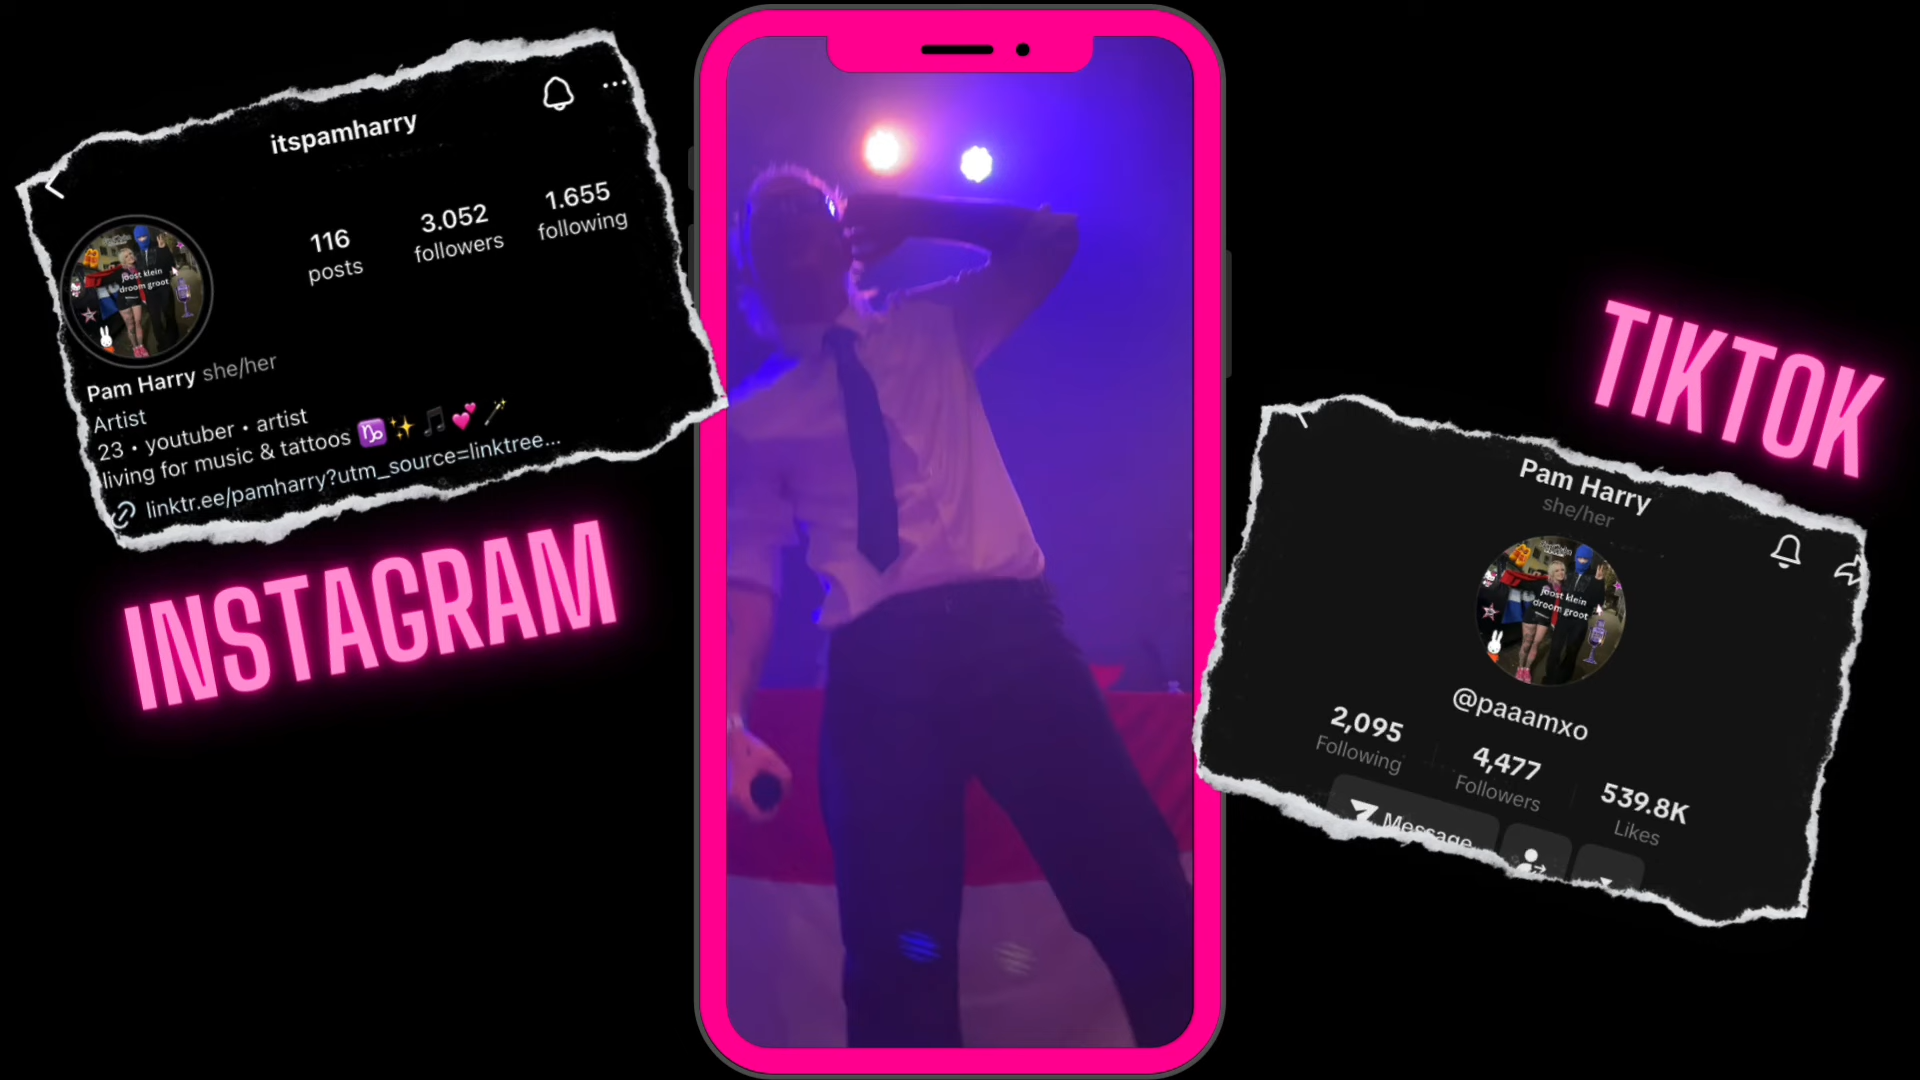 itspamharry
116
posts
3.052
followers
1.655
following
joost klein
droom groot
Pam Harry she/her
Artist
23 • youtuber • artist
living for music & tattoos ♑✨🎵💕🪄
linktr.ee/pamharry?utm_source=linktree...
INSTAGRAM
TIKTOK
Pam Harry
she/her
joost klein
droom groot
@paaamxo
2,095
Following
4,477
Followers
539.8K
Likes
Message